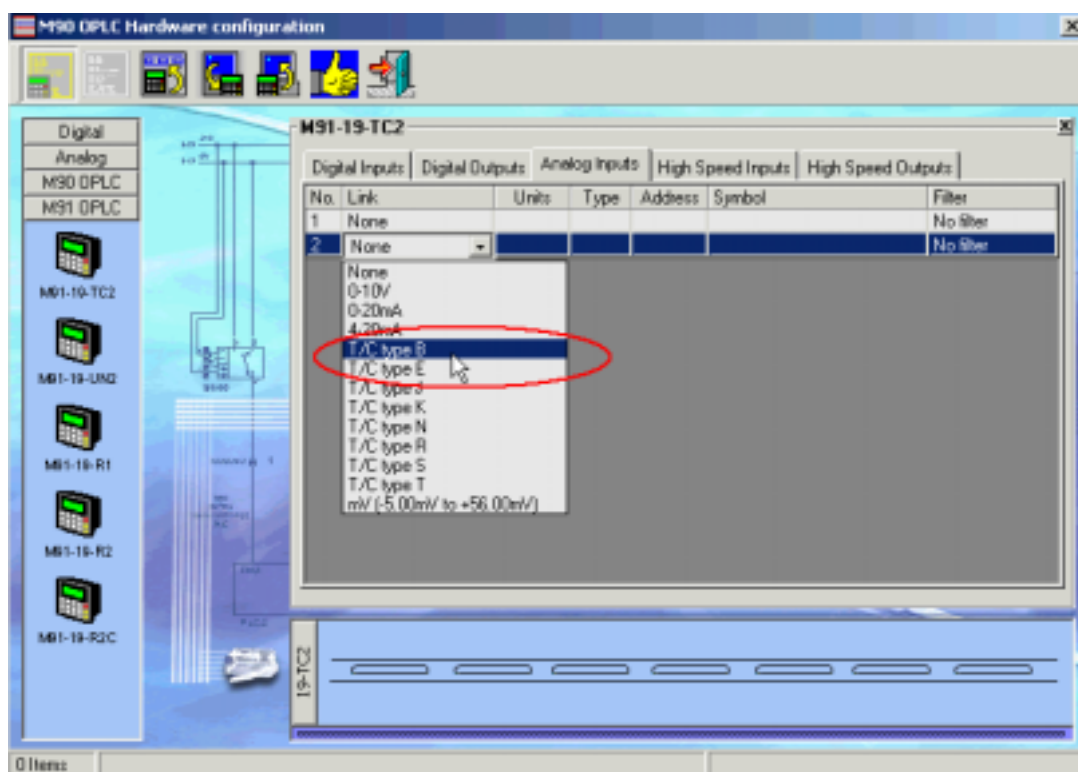 M90 OPLC Hardware configuration
Digital
Analog
M90 OPLC
M91 OPLC
M91-19-TC2
M91-19-UN2
M91-19-R1
M91-19-R2
M91-19-R2C
M91-19-TC2
Digital Inputs Digital Outputs Analog Inputs High Speed Inputs High Speed Outputs
No. Link Units Type Address Symbol Filter
1 None No filter
2 None No filter
None
0-10V
0-20mA
4-20mA
T/C type B
T/C type E
T/C type J
T/C type K
T/C type N
T/C type R
T/C type S
T/C type T
mV (-5.00mV to +56.00mV)
19-TC2
0 Items